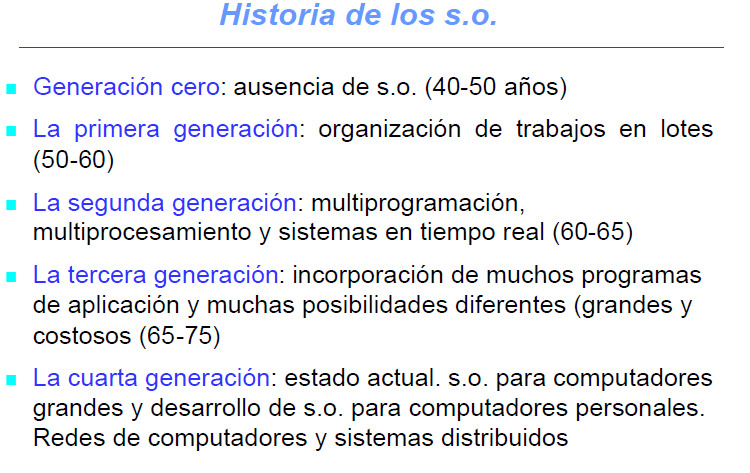 Historia de los s.o.
Generación cero: ausencia de s.o. (40-50 años)
La primera generación: organización de trabajos en lotes
(50-60)
La segunda generación: multiprogramación,
multiprocesamiento y sistemas en tiempo real (60-65)
La tercera generación: incorporación de muchos programas
de aplicación y muchas posibilidades diferentes (grandes y
costosos (65-75)
La cuarta generación: estado actual. s.o. para computadores
grandes y desarrollo de s.o. para computadores personales.
Redes de computadores y sistemas distribuidos